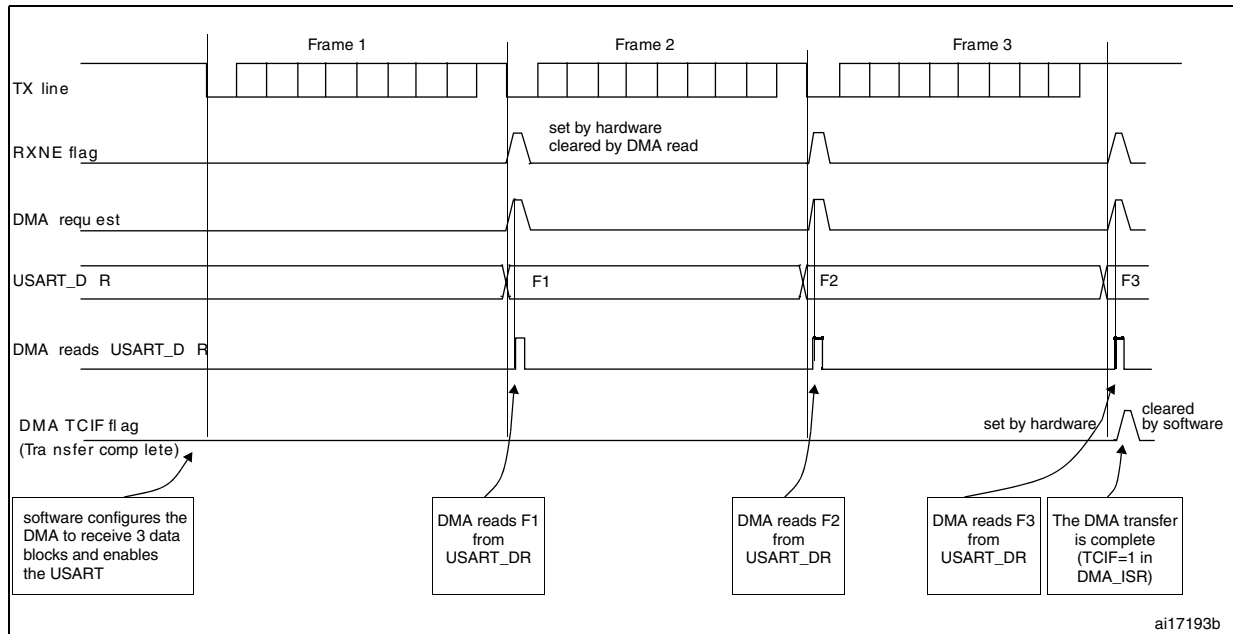 Frame 1
Frame 2
Frame 3
TX line
RXNE flag
set by hardware
cleared by DMA read
DMA requ est
USART_D R
F1
F2
F3
DMA reads USART_D R
DMA TCIF flag
(Tra nsfer comp lete)
set by hardware
cleared
by software
software configures the
DMA to receive 3 data
blocks and enables
the USART
DMA reads F1
from
USART_DR
DMA reads F2
from
USART_DR
DMA reads F3
from
USART_DR
The DMA transfer
is complete
(TCIF=1 in
DMA_ISR)
ai17193b